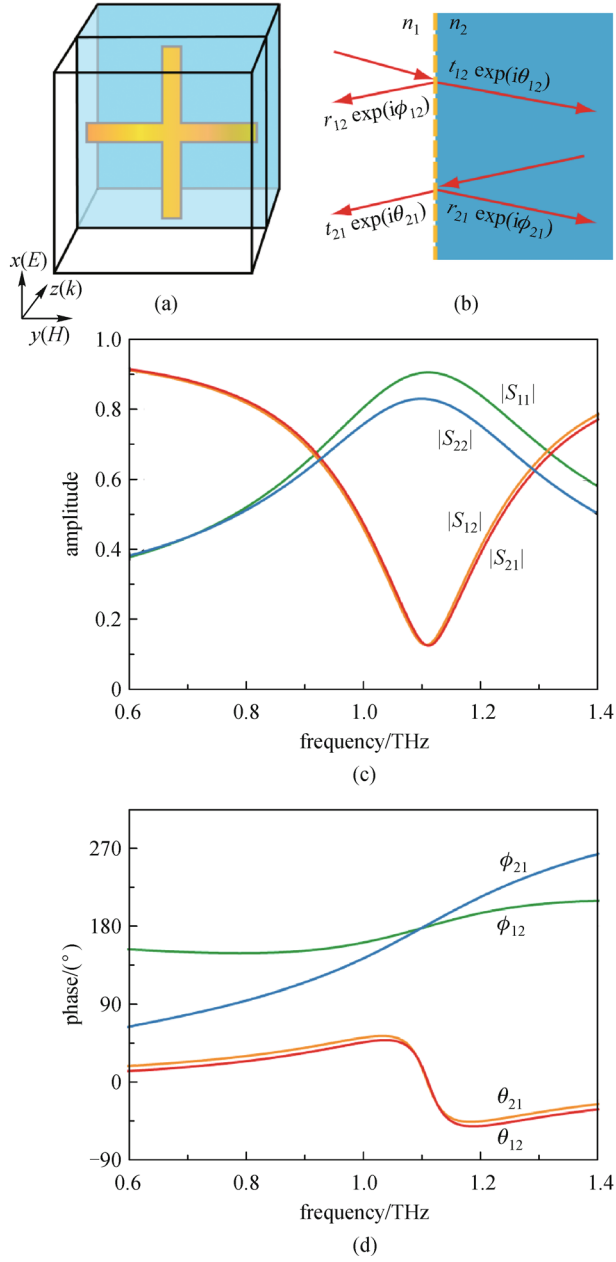 n₁ n₂
t₁₂ exp(iθ₁₂)
r₁₂ exp(iϕ₁₂)
t₂₁ exp(iθ₂₁)
r₂₁ exp(iϕ₂₁)
x(E)
z(k)
y(H)
(a)
(b)
1.0
0.8
0.6
0.4
0.2
0
amplitude
|S₁₁|
|S₂₂|
|S₁₂|
|S₂₁|
0.6 0.8 1.0 1.2 1.4
frequency/THz
(c)
270
180
90
0
−90
phase/(°)
ϕ₂₁
ϕ₁₂
θ₂₁
θ₁₂
0.6 0.8 1.0 1.2 1.4
frequency/THz
(d)